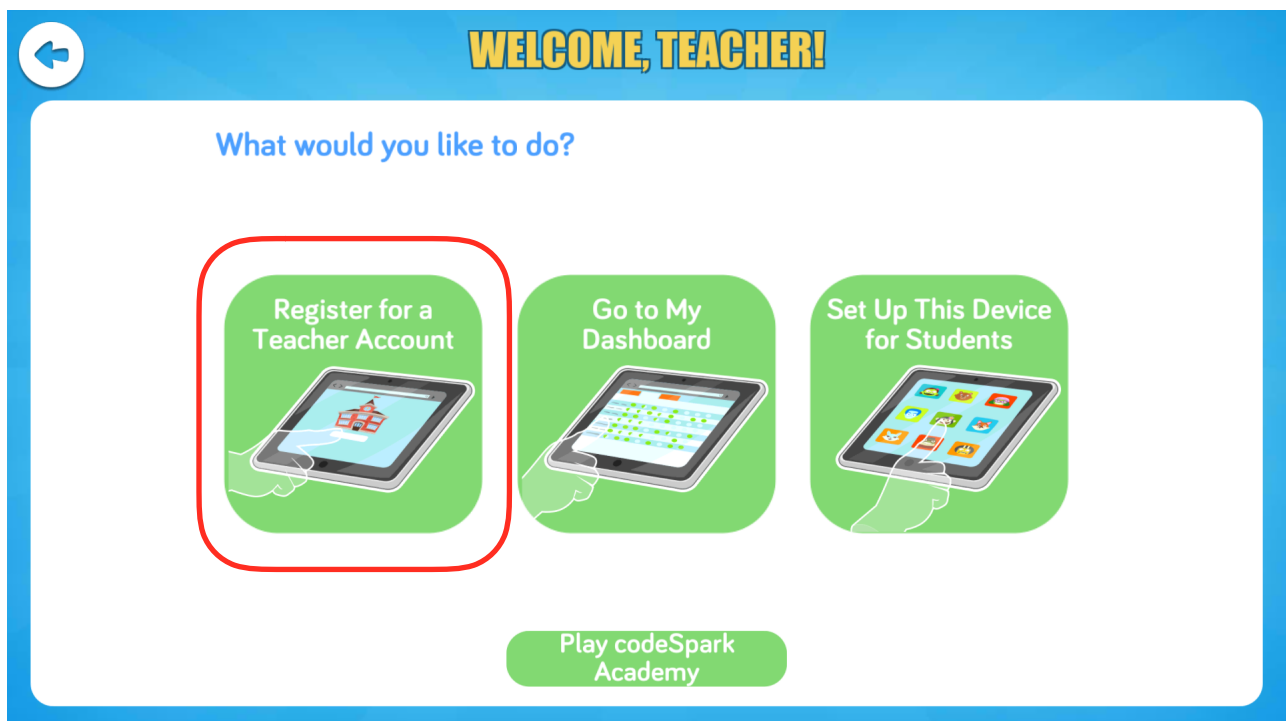 WELCOME, TEACHER!
What would you like to do?
Register for a
Teacher Account
Go to My
Dashboard
Set Up This Device
for Students
Play codeSpark
Academy